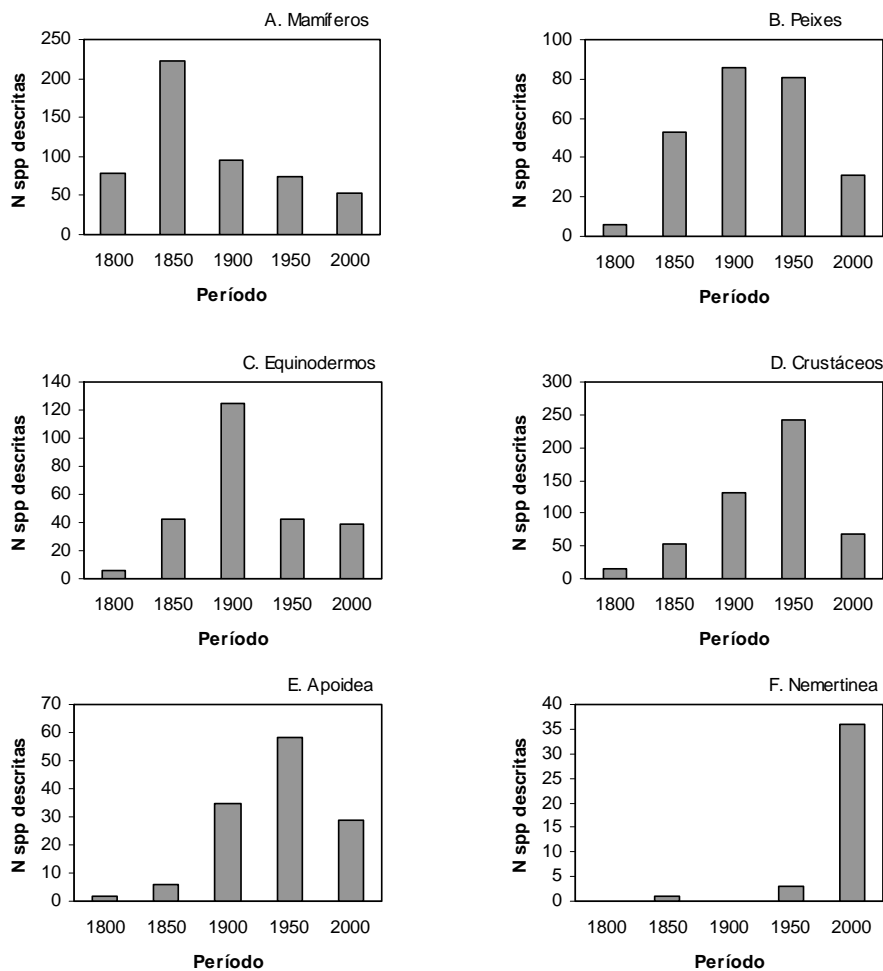 A. Mamíferos
250
200
150
100
50
0
N spp descritas
1800 1850 1900 1950 2000
Período
B. Peixes
100
80
60
40
20
0
N spp descritas
1800 1850 1900 1950 2000
Período
C. Equinodermos
140
120
100
80
60
40
20
0
N spp descritas
1800 1850 1900 1950 2000
Período
D. Crustáceos
300
250
200
150
100
50
0
N spp descritas
1800 1850 1900 1950 2000
Período
E. Apoidea
70
60
50
40
30
20
10
0
N spp descritas
1800 1850 1900 1950 2000
Período
F. Nemertinea
40
35
30
25
20
15
10
5
0
N spp descritas
1800 1850 1900 1950 2000
Período